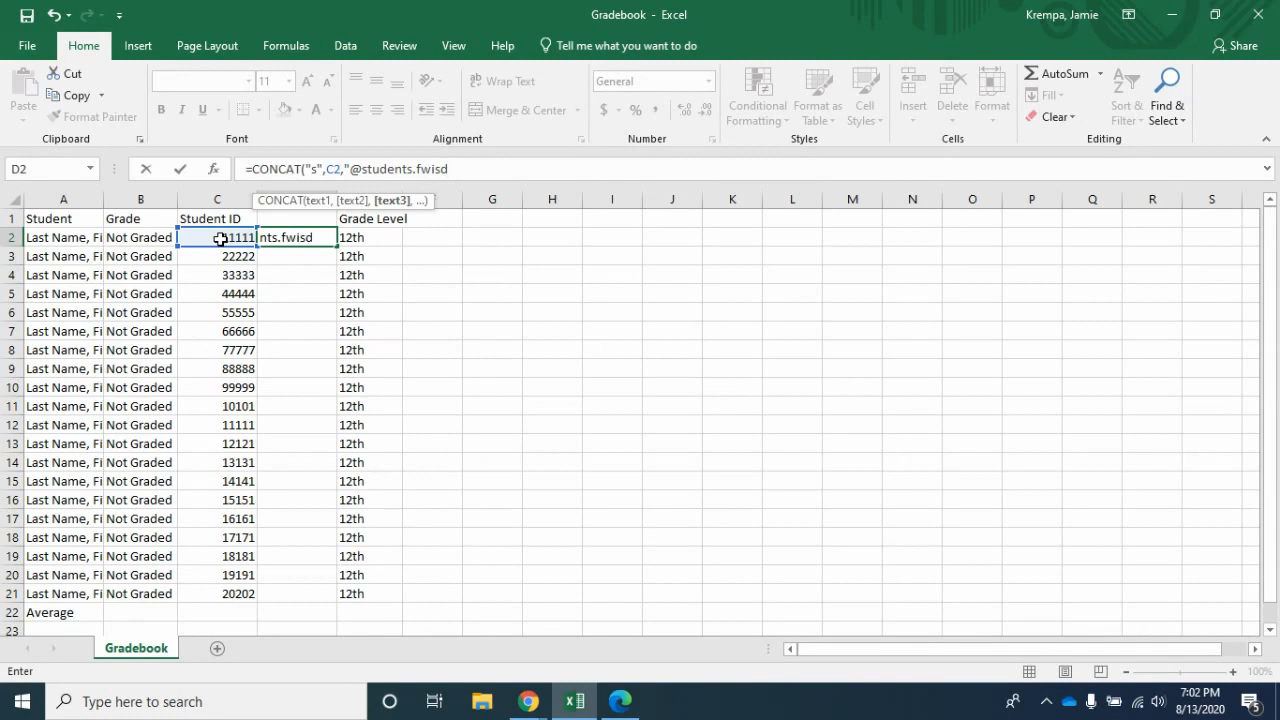 Gradebook - Excel
Krempa, Jamie
File Home Insert Page Layout Formulas Data Review View Help Tell me what you want to do Share
Paste Cut Copy Format Painter
11 A A B I U A
Wrap Text Merge & Center
General $ %
Conditional Formatting Format as Table Cell Styles
Insert Delete Format
AutoSum Fill Clear Sort & Filter Find & Select
Clipboard Font Alignment Number Styles Cells Editing
D2 fx =CONCAT("s",C2,"@students.fwisd
CONCAT(text1, [text2], [text3], ...)
A B C G H I J K L M N O P Q R S
1 Student Grade Student ID Grade Level
2 Last Name, Fi Not Graded 11111 nts.fwisd 12th
3 Last Name, Fi Not Graded 22222 12th
4 Last Name, Fi Not Graded 33333 12th
5 Last Name, Fi Not Graded 44444 12th
6 Last Name, Fi Not Graded 55555 12th
7 Last Name, Fi Not Graded 66666 12th
8 Last Name, Fi Not Graded 77777 12th
9 Last Name, Fi Not Graded 88888 12th
10 Last Name, Fi Not Graded 99999 12th
11 Last Name, Fi Not Graded 10101 12th
12 Last Name, Fi Not Graded 11111 12th
13 Last Name, Fi Not Graded 12121 12th
14 Last Name, Fi Not Graded 13131 12th
15 Last Name, Fi Not Graded 14141 12th
16 Last Name, Fi Not Graded 15151 12th
17 Last Name, Fi Not Graded 16161 12th
18 Last Name, Fi Not Graded 17171 12th
19 Last Name, Fi Not Graded 18181 12th
20 Last Name, Fi Not Graded 19191 12th
21 Last Name, Fi Not Graded 20202 12th
22 Average
23
Gradebook
Enter 100%
Type here to search
7:02 PM
8/13/2020
5